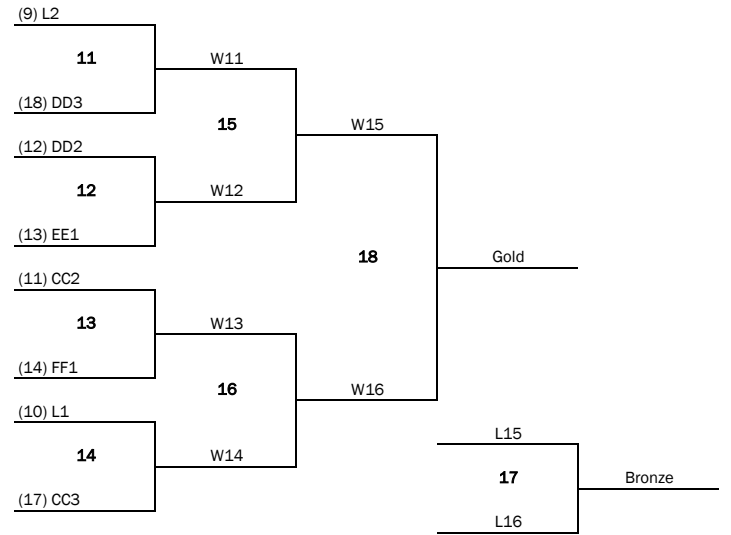 (9) L2
11
W11
(18) DD3
15
W15
(12) DD2
12
W12
(13) EE1
18
Gold
(11) CC2
13
W13
(14) FF1
16
W16
(10) L1
14
W14
(17) CC3
L15
17
Bronze
L16